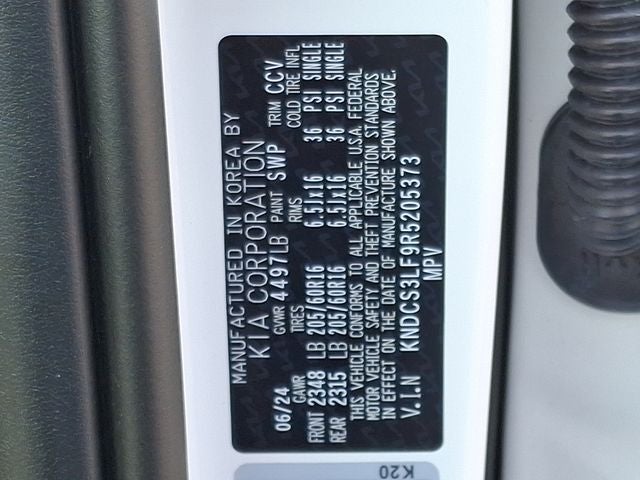 MANUFACTURED IN KOREA BY
KIA CORPORATION
06/24 GVWR 4497LB PAINT SWP TRIM CCV
GAWR TIRES RIMS COLD TIRE INFL
FRONT 2348 LB 205/60R16 6.5Jx16 36 PSI SINGLE
REAR 2315 LB 205/60R16 6.5Jx16 36 PSI SINGLE
THIS VEHICLE CONFORMS TO ALL APPLICABLE U.S.A. FEDERAL
MOTOR VEHICLE SAFETY AND THEFT PREVENTION STANDARDS
IN EFFECT ON THE DATE OF MANUFACTURE SHOWN ABOVE.
V.I.N KNDCS3LF9R5205373
MPV
K20